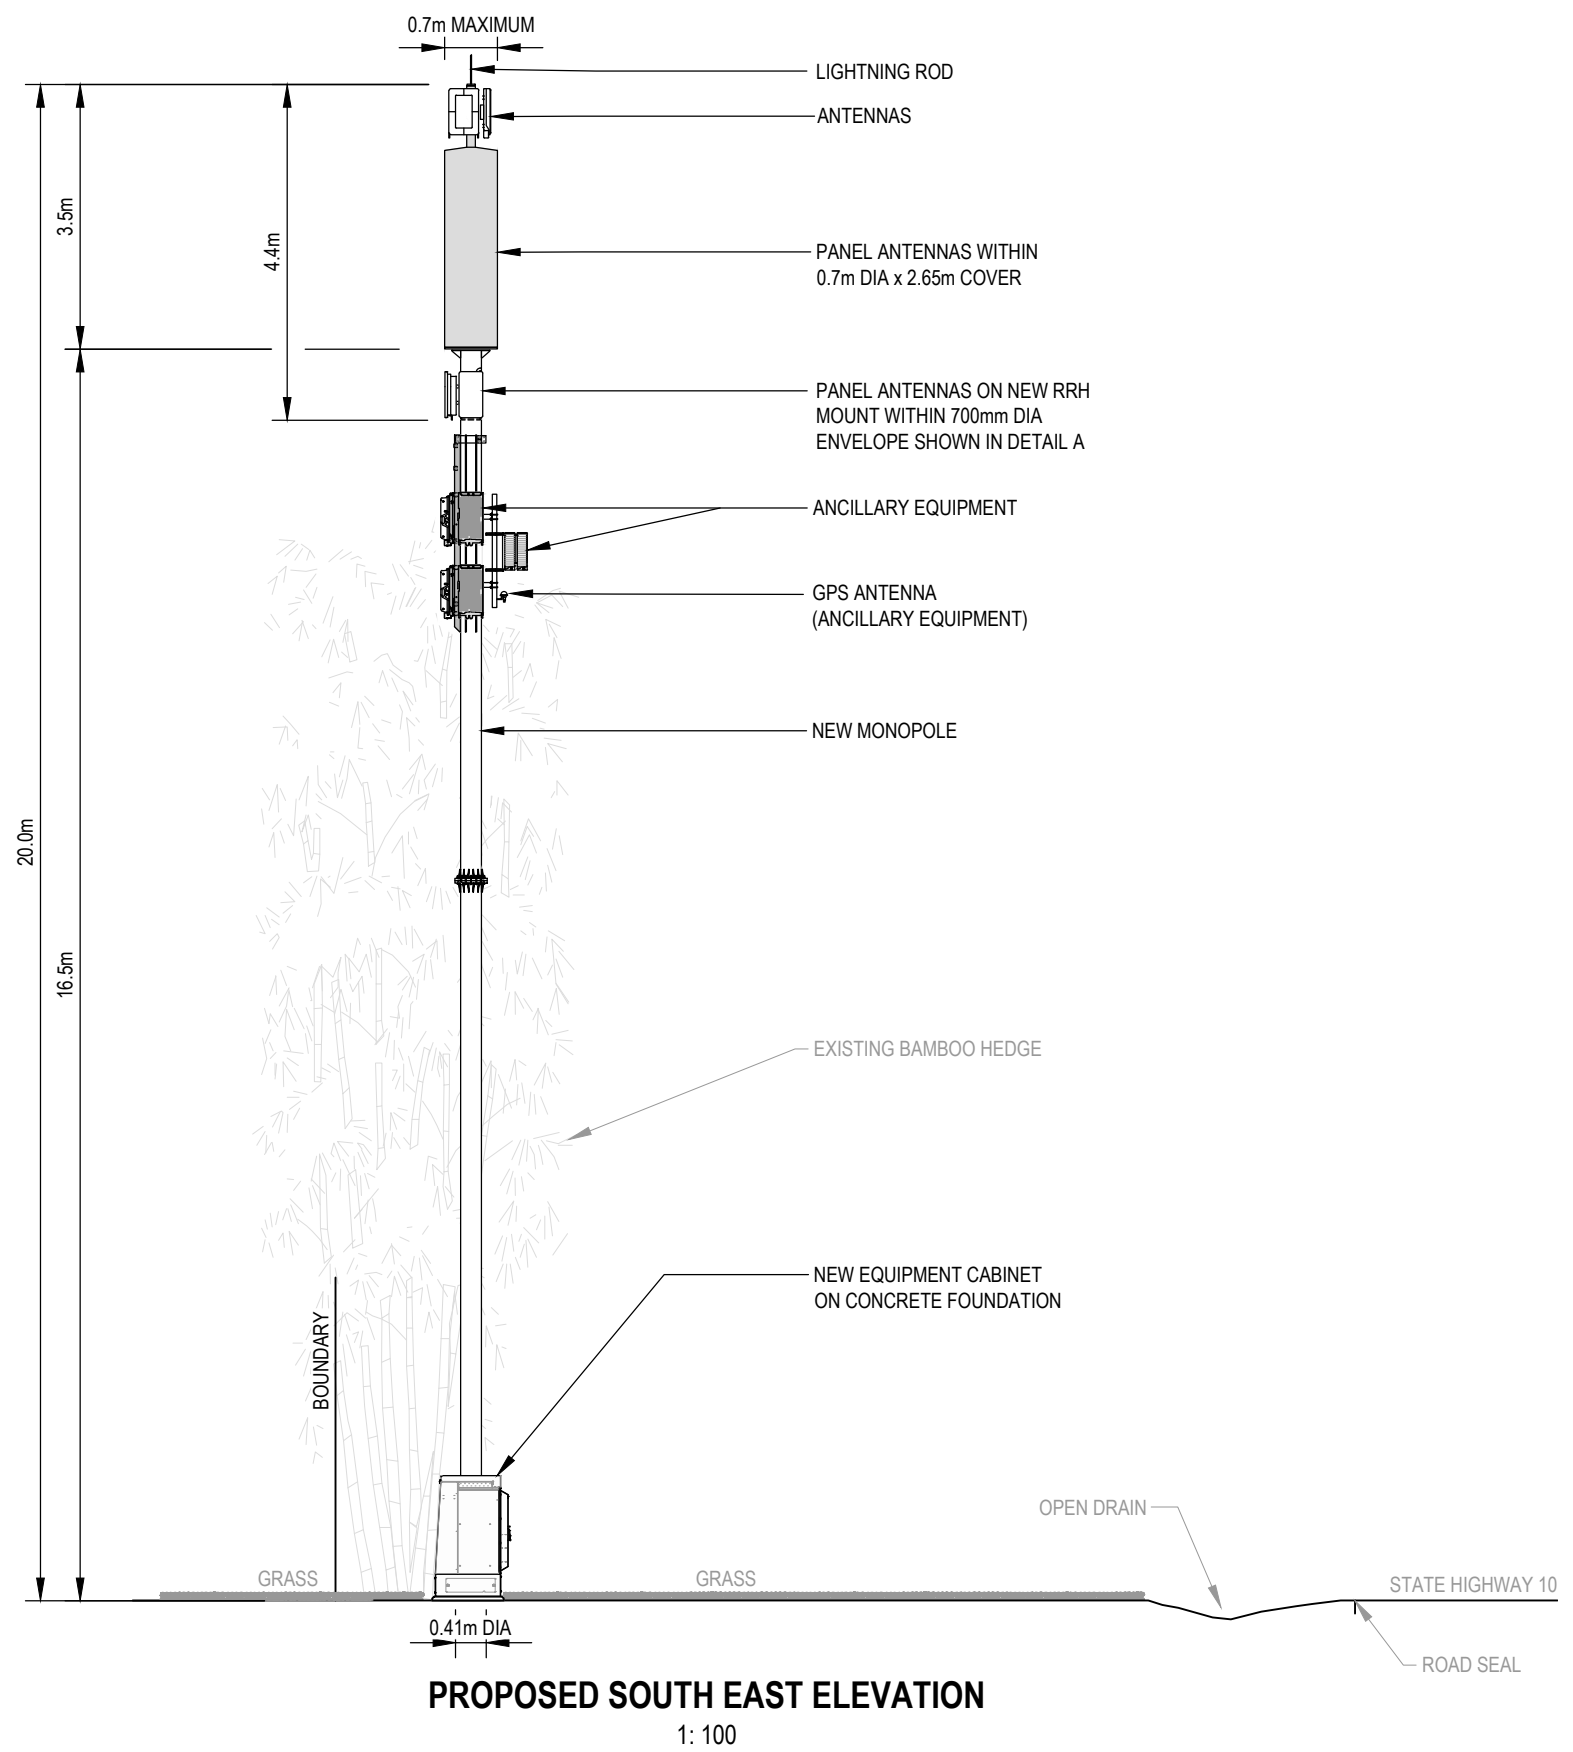 0.7m MAXIMUM
LIGHTNING ROD
ANTENNAS
3.5m
4.4m
PANEL ANTENNAS WITHIN
0.7m DIA x 2.65m COVER
PANEL ANTENNAS ON NEW RRH
MOUNT WITHIN 700mm DIA
ENVELOPE SHOWN IN DETAIL A
ANCILLARY EQUIPMENT
GPS ANTENNA
(ANCILLARY EQUIPMENT)
NEW MONOPOLE
20.0m
16.5m
EXISTING BAMBOO HEDGE
NEW EQUIPMENT CABINET
ON CONCRETE FOUNDATION
BOUNDARY
OPEN DRAIN
GRASS
GRASS
STATE HIGHWAY 10
0.41m DIA
ROAD SEAL
PROPOSED SOUTH EAST ELEVATION
1: 100